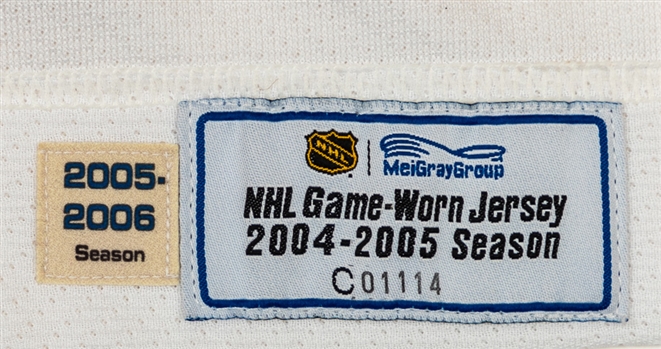 2005-
2006
Season
NHL
MeiGrayGroup
NHL Game-Worn Jersey
2004-2005 Season
C01114